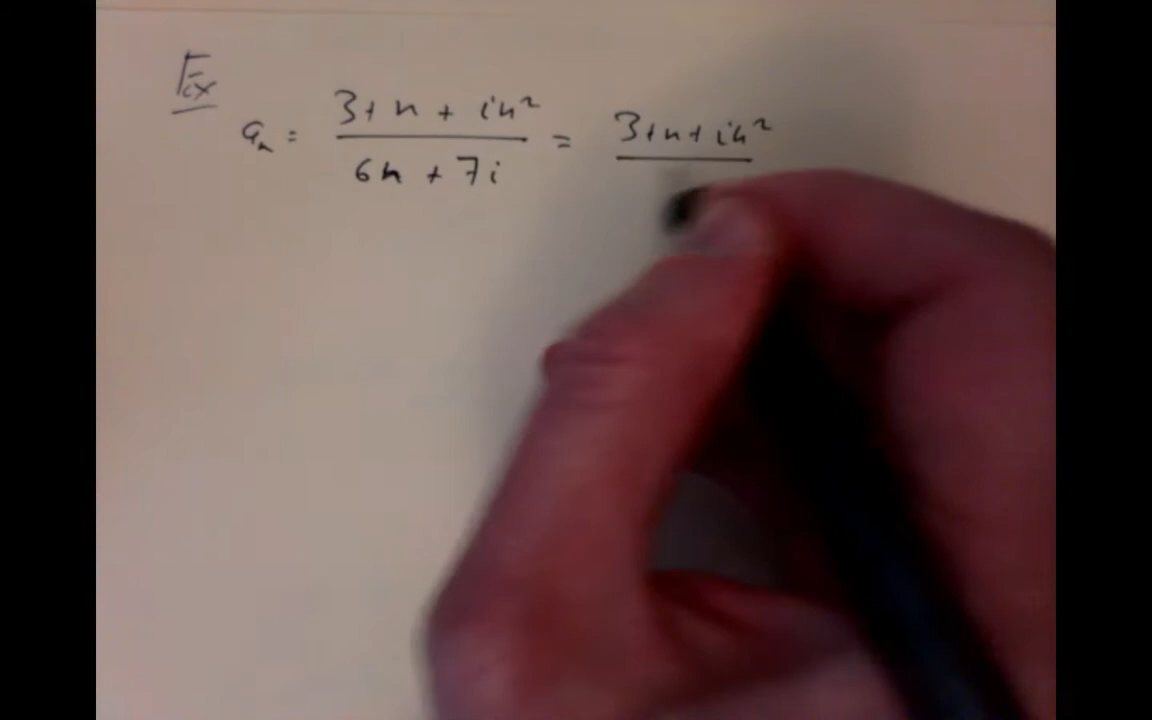 Ex
aₙ = (3 + n + in²) / (6n + 7i) = (3 + n + in²) /